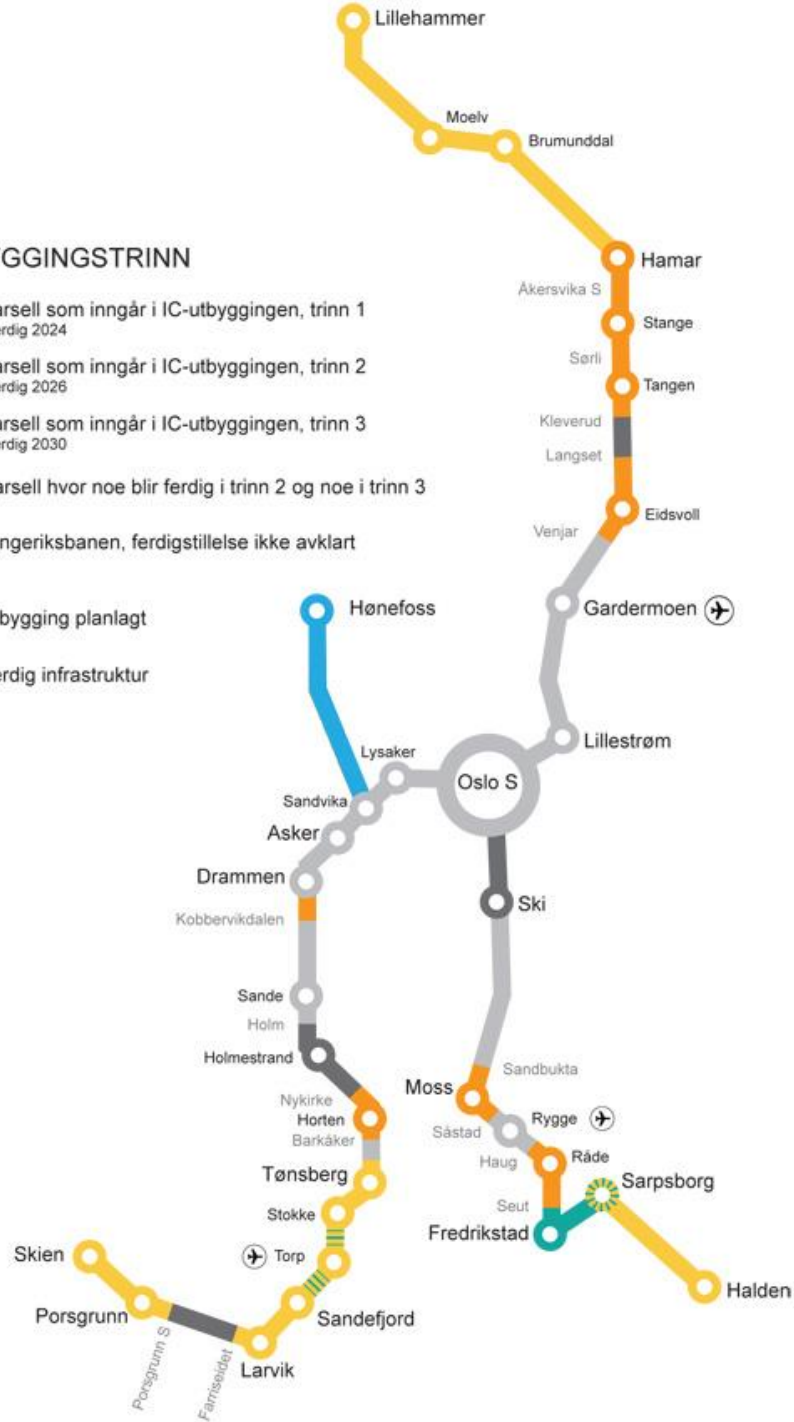 Lillehammer
Moelv
Brumunddal
Hamar
Åkersvika S
Stange
Sørli
Tangen
Kleverud
Langset
Eidsvoll
Venjar
Gardermoen
Lillestrøm
YGGINGSTRINN
arsell som inngår i IC-utbyggingen, trinn 1
erdig 2024
arsell som inngår i IC-utbyggingen, trinn 2
erdig 2026
arsell som inngår i IC-utbyggingen, trinn 3
erdig 2030
arsell hvor noe blir ferdig i trinn 2 og noe i trinn 3
ngeriksbanen, ferdigstillelse ikke avklart
bygging planlagt
erdig infrastruktur
Hønefoss
Lysaker
Oslo S
Sandvika
Asker
Drammen
Kobbervikdalen
Sande
Holm
Holmestrand
Nykirke
Horten
Barkåker
Tønsberg
Stokke
Torp
Sandefjord
Larvik
Farriseidet
Porsgrunn S
Porsgrunn
Skien
Ski
Sandbukta
Moss
Såstad
Rygge
Haug
Råde
Seut
Fredrikstad
Sarpsborg
Halden